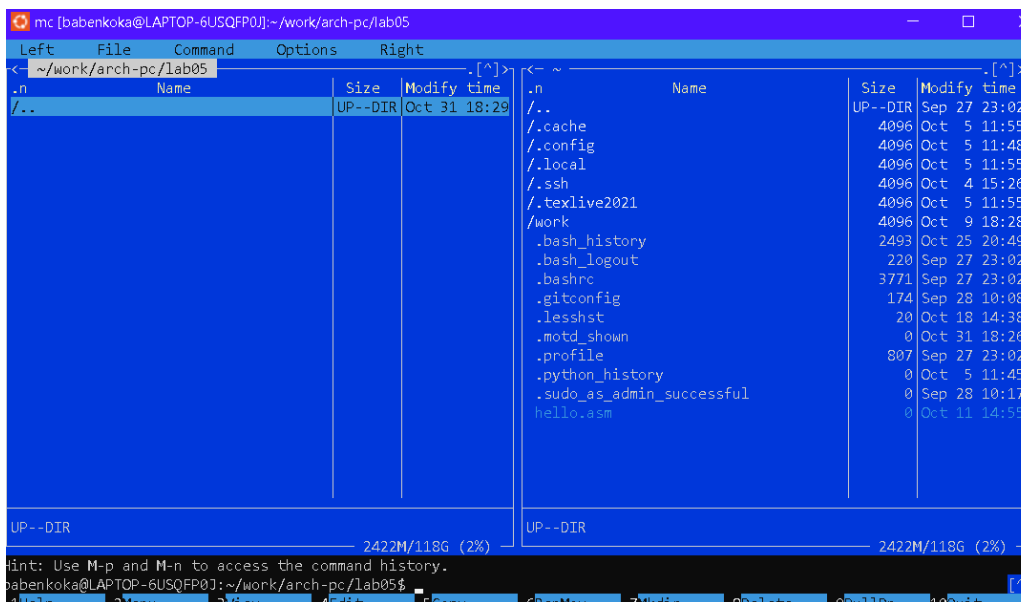 mc [babenkoka@LAPTOP-6USQFP0J]:~/work/arch-pc/lab05
Left File Command Options Right
<- ~/work/arch-pc/lab05 .[^]>
.n Name Size Modify time
/.. UP--DIR Oct 31 18:29
<- ~ .[^]>
.n Name Size Modify time
/.. UP--DIR Sep 27 23:02
/.cache 4096 Oct 5 11:55
/.config 4096 Oct 5 11:48
/.local 4096 Oct 5 11:55
/.ssh 4096 Oct 4 15:26
/.texlive2021 4096 Oct 5 11:55
/work 4096 Oct 9 18:28
.bash_history 2493 Oct 25 20:49
.bash_logout 220 Sep 27 23:02
.bashrc 3771 Sep 27 23:02
.gitconfig 174 Sep 28 10:08
.lesshst 20 Oct 18 14:38
.motd_shown 0 Oct 31 18:26
.profile 807 Sep 27 23:02
.python_history 0 Oct 5 11:45
.sudo_as_admin_successful 0 Sep 28 10:17
hello.asm 0 Oct 11 14:55
UP--DIR
2422M/118G (2%)
UP--DIR
2422M/118G (2%)
Hint: Use M-p and M-n to access the command history.
babenkoka@LAPTOP-6USQFP0J:~/work/arch-pc/lab05$